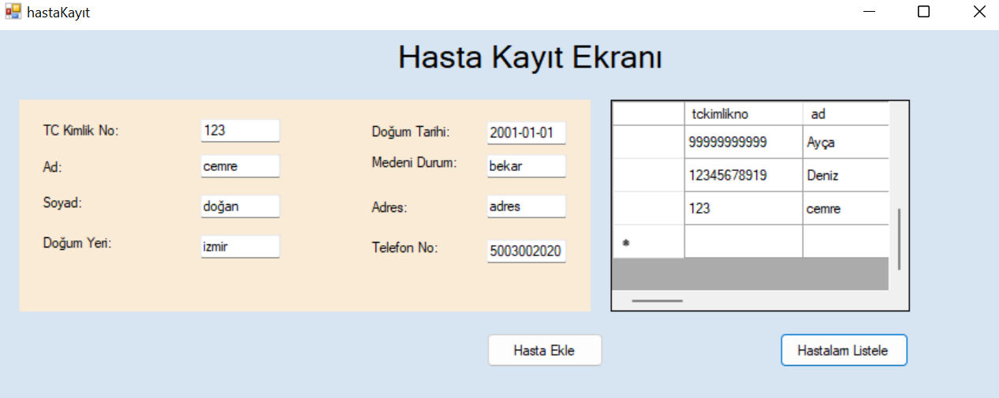 hastaKayıt
Hasta Kayıt Ekranı
TC Kimlik No: 123
Ad: cemre
Soyad: doğan
Doğum Yeri: izmir
Doğum Tarihi: 2001-01-01
Medeni Durum: bekar
Adres: adres
Telefon No: 5003002020
tckimlikno ad
99999999999 Ayça
12345678919 Deniz
123 cemre
*
Hasta Ekle
Hastalam Listele